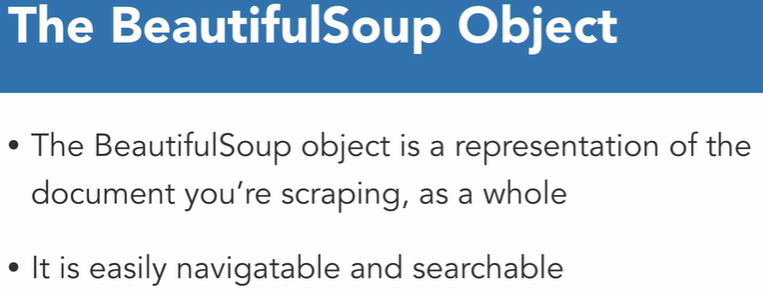 The BeautifulSoup Object
• The BeautifulSoup object is a representation of the
document you’re scraping, as a whole
• It is easily navigatable and searchable